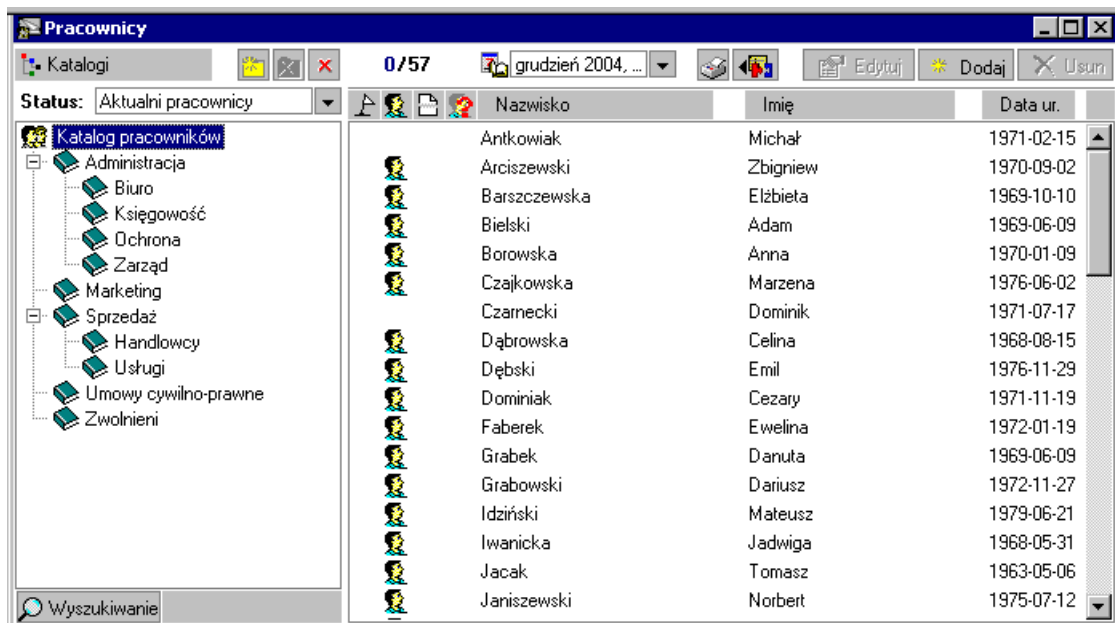 Pracownicy
Katalogi
0/57
grudzień 2004, ...
Edytuj
Dodaj
Usuń
Status: Aktualni pracownicy
Nazwisko Imię Data ur.
Katalog pracowników
Administracja
Biuro
Księgowość
Ochrona
Zarząd
Marketing
Sprzedaż
Handlowcy
Usługi
Umowy cywilno-prawne
Zwolnieni
Antkowiak Michał 1971-02-15
Arciszewski Zbigniew 1970-09-02
Barszczewska Elżbieta 1969-10-10
Bielski Adam 1969-06-09
Borowska Anna 1970-01-09
Czajkowska Marzena 1976-06-02
Czarnecki Dominik 1971-07-17
Dąbrowska Celina 1968-08-15
Dębski Emil 1976-11-29
Dominiak Cezary 1971-11-19
Faberek Ewelina 1972-01-19
Grabek Danuta 1969-06-09
Grabowski Dariusz 1972-11-27
Idziński Mateusz 1979-06-21
Iwanicka Jadwiga 1968-05-31
Jacak Tomasz 1963-05-06
Janiszewski Norbert 1975-07-12
Wyszukiwanie